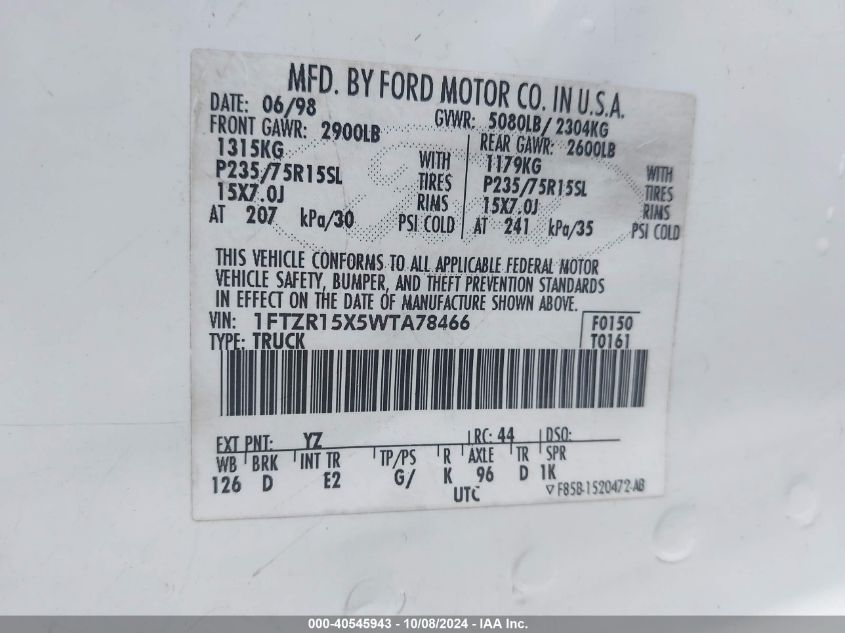 MFD. BY FORD MOTOR CO. IN U.S.A.
DATE: 06/98 GVWR: 5080LB/ 2304KG
FRONT GAWR: 2900LB REAR GAWR: 2600LB
1315KG WITH 1179KG WITH
P235/75R15SL TIRES P235/75R15SL TIRES
15X7.0J RIMS 15X7.0J RIMS
AT 207 kPa/30 PSI COLD AT 241 kPa/35 PSI COLD
THIS VEHICLE CONFORMS TO ALL APPLICABLE FEDERAL MOTOR
VEHICLE SAFETY, BUMPER, AND THEFT PREVENTION STANDARDS
IN EFFECT ON THE DATE OF MANUFACTURE SHOWN ABOVE.
VIN: 1FTZR15X5WTA78466 F0150
TYPE: TRUCK T0161
EXT PNT: YZ RC: 44 DSO:
WB BRK INT TR TP/PS R AXLE TR SPR
126 D E2 G/ K 96 D 1K
UTC ▽ F85B-1520472-AB
000-40545943 - 10/08/2024 - IAA Inc.